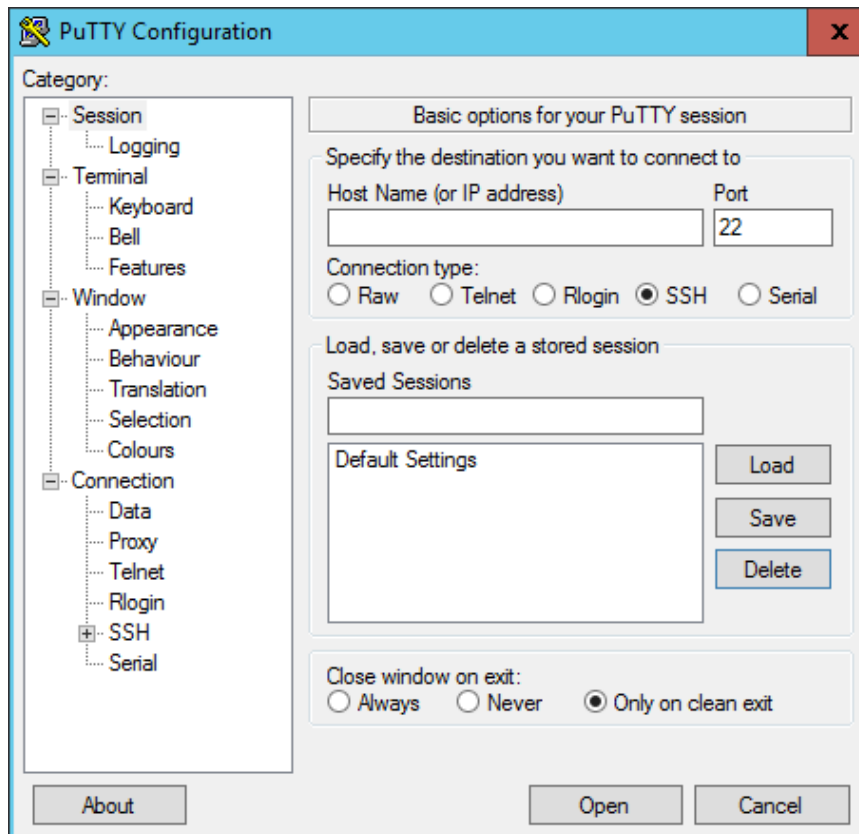 PuTTY Configuration
x
Category:
Session
Logging
Terminal
Keyboard
Bell
Features
Window
Appearance
Behaviour
Translation
Selection
Colours
Connection
Data
Proxy
Telnet
Rlogin
SSH
Serial
Basic options for your PuTTY session
Specify the destination you want to connect to
Host Name (or IP address) Port
22
Connection type:
Raw Telnet Rlogin SSH Serial
Load, save or delete a stored session
Saved Sessions
Default Settings
Load
Save
Delete
Close window on exit:
Always Never Only on clean exit
About Open Cancel